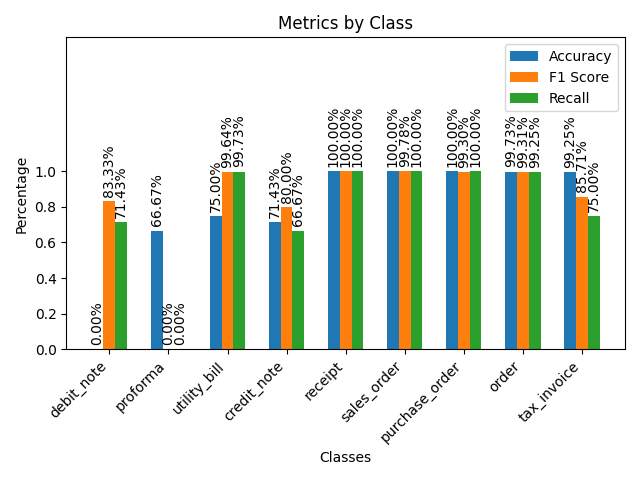 Metrics by Class
Accuracy
F1 Score
Recall
Percentage
1.0
0.8
0.6
0.4
0.2
0.0
0.00%
83.33%
71.43%
66.67%
0.00%
0.00%
75.00%
99.64%
99.73%
71.43%
80.00%
66.67%
100.00%
100.00%
100.00%
100.00%
99.78%
100.00%
100.00%
99.30%
100.00%
99.73%
99.31%
99.25%
99.25%
85.71%
75.00%
debit_note
proforma
utility_bill
credit_note
receipt
sales_order
purchase_order
order
tax_invoice
Classes